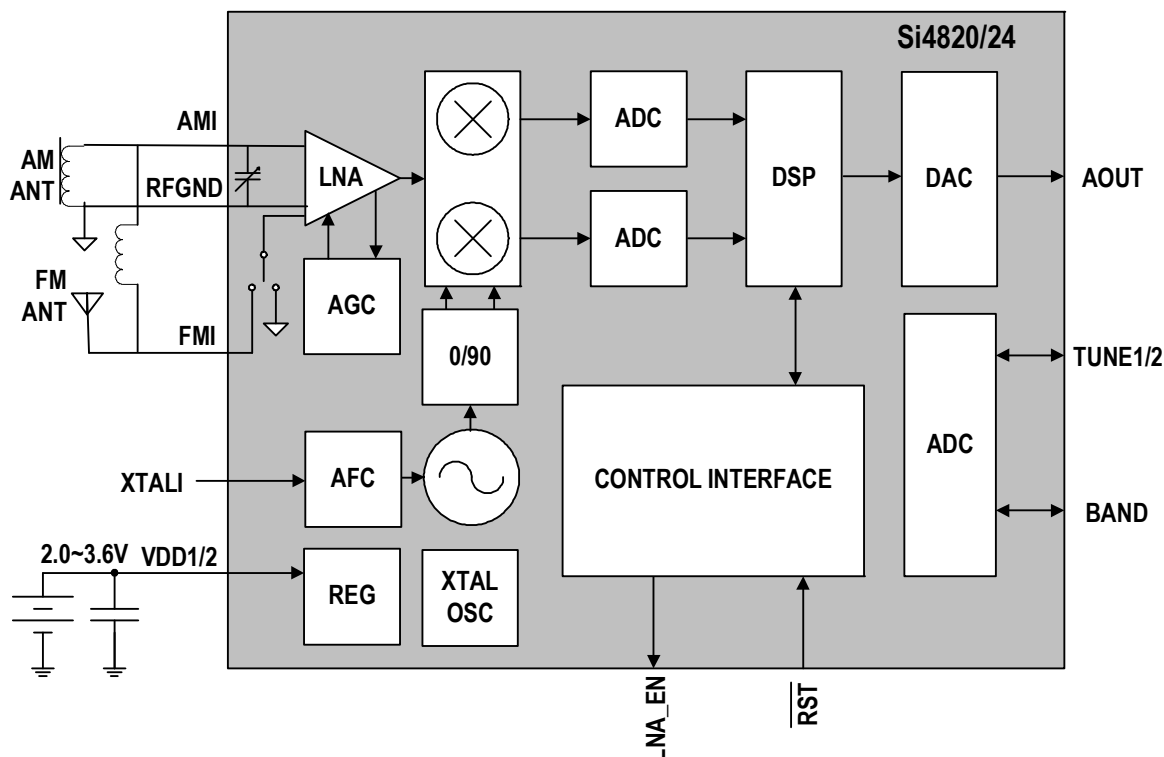 Si4820/24
AMI
AM
ANT
RFGND
LNA
ADC
ADC
DSP
DAC
AOUT
FM
ANT
FMI
AGC
0/90
ADC
TUNE1/2
BAND
CONTROL INTERFACE
XTALI
AFC
2.0~3.6V
VDD1/2
REG
XTAL
OSC
LNA_EN
RST